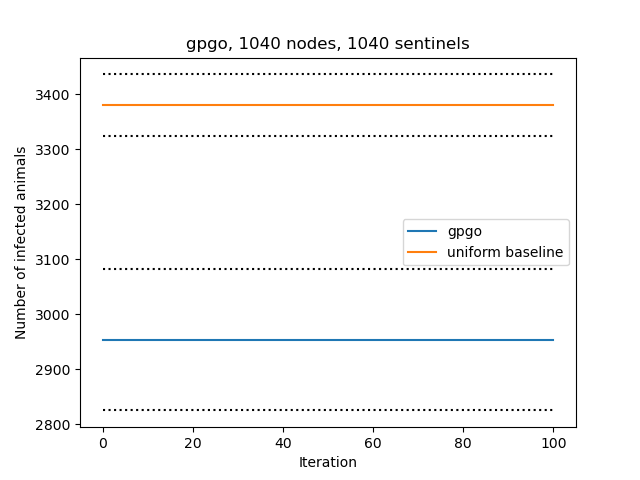 gpgo, 1040 nodes, 1040 sentinels
3400
3300
3200
3100
3000
2900
2800
Number of infected animals
gpgo
uniform baseline
0 20 40 60 80 100
Iteration